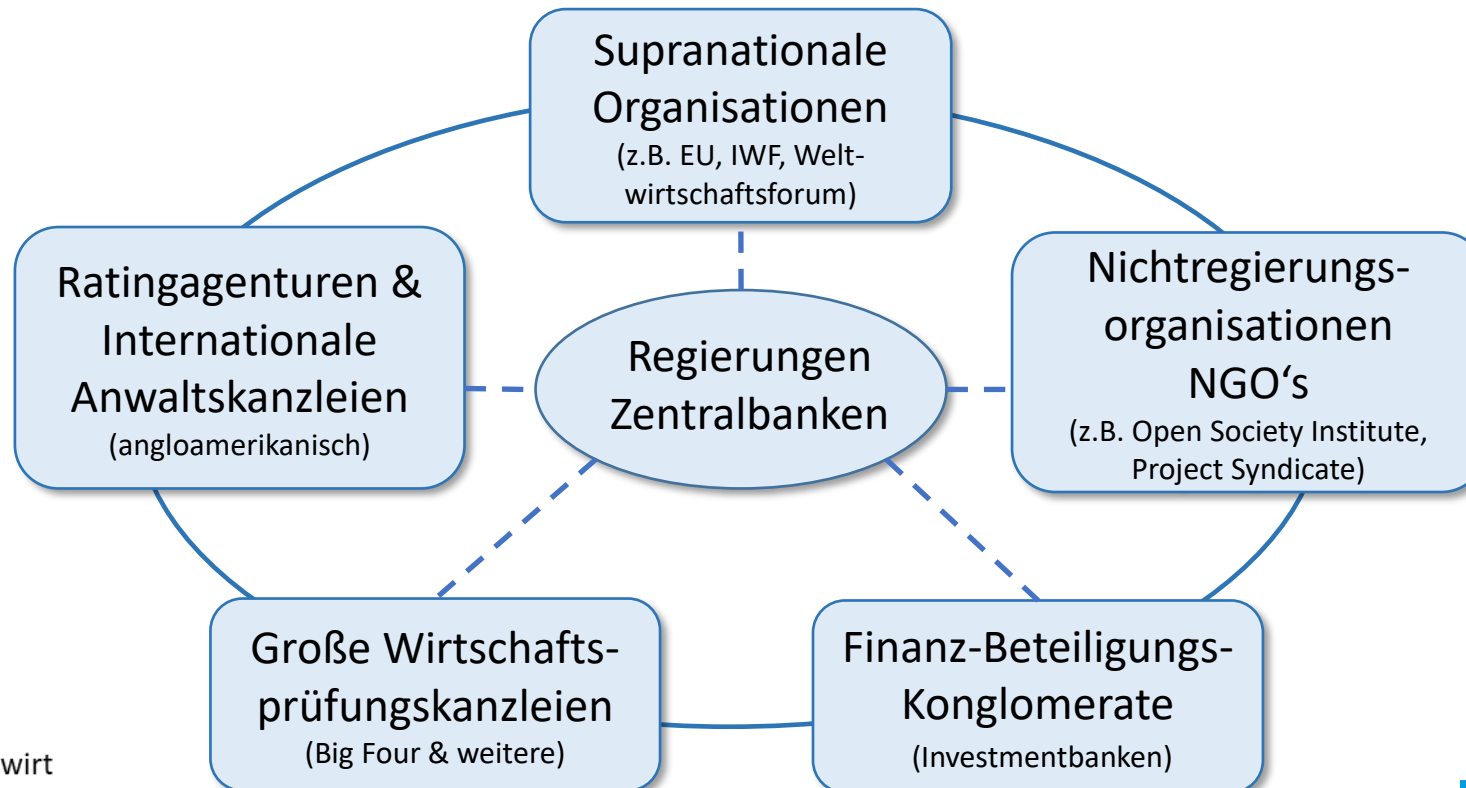 Supranationale
Organisationen
(z.B. EU, IWF, Welt-
wirtschaftsforum)
Ratingagenturen &
Internationale
Anwaltskanzleien
(angloamerikanisch)
Regierungen
Zentralbanken
Nichtregierungs-
organisationen
NGO‘s
(z.B. Open Society Institute,
Project Syndicate)
Große Wirtschafts-
prüfungskanzleien
(Big Four & weitere)
Finanz-Beteiligungs-
Konglomerate
(Investmentbanken)
wirt